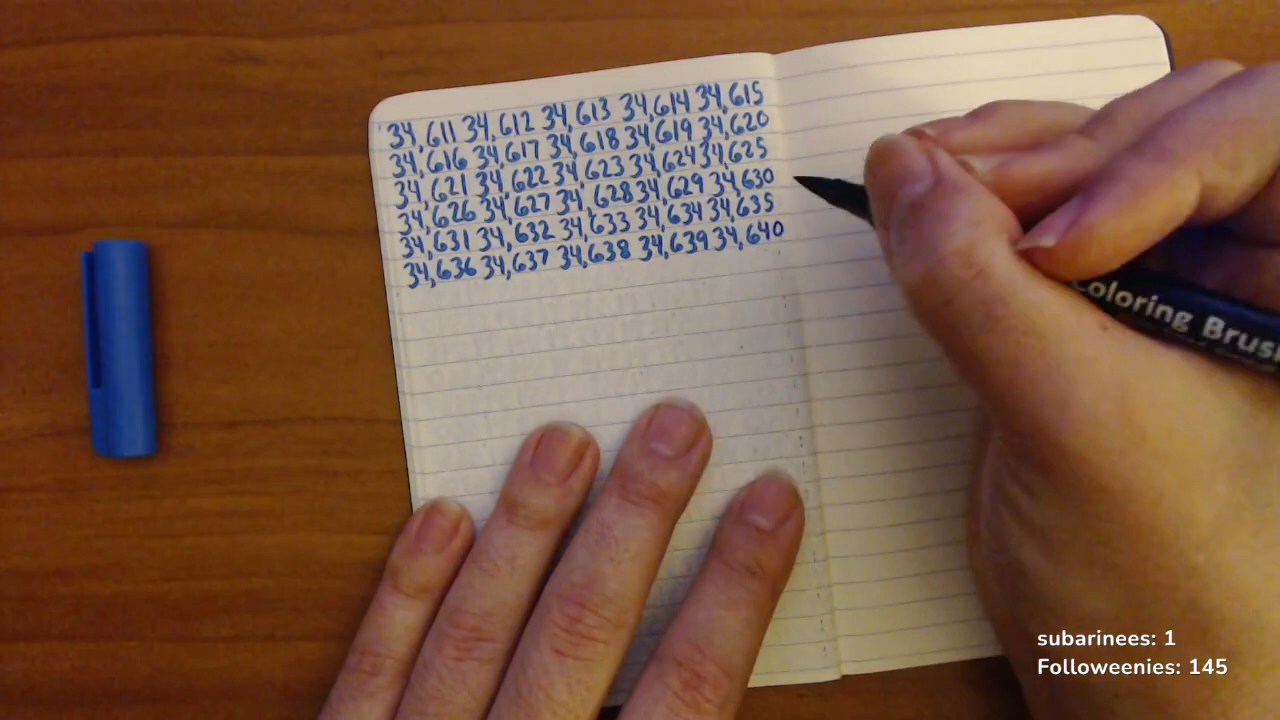 34,611 34,612 34,613 34,614 34,615
34,616 34,617 34,618 34,619 34,620
34,621 34,622 34,623 34,624 34,625
34,626 34,627 34,628 34,629 34,630
34,631 34,632 34,633 34,634 34,635
34,636 34,637 34,638 34,639 34,640
Coloring Brush
subarinees: 1
Followeenies: 145